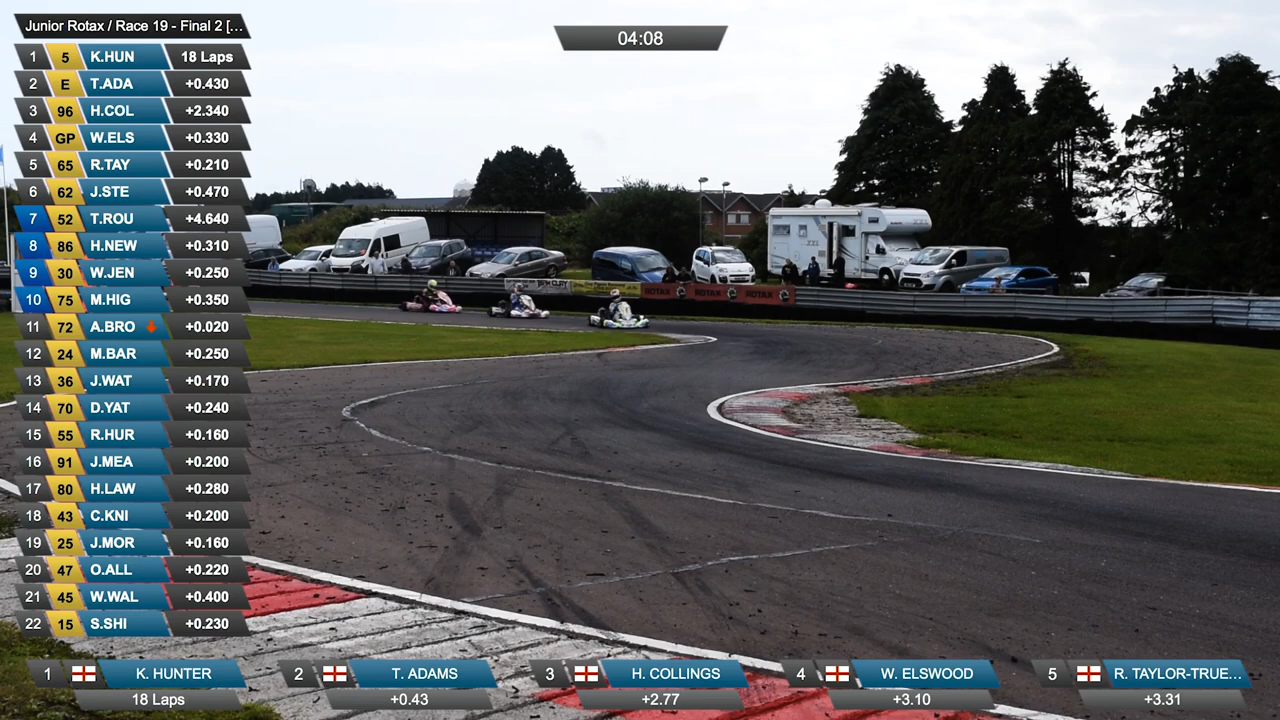 Junior Rotax / Race 19 - Final 2 [...
04:08
1 5 K.HUN 18 Laps
2 E T.ADA +0.430
3 96 H.COL +2.340
4 GP W.ELS +0.330
5 65 R.TAY +0.210
6 62 J.STE +0.470
7 52 T.ROU +4.640
8 86 H.NEW +0.310
9 30 W.JEN +0.250
10 75 M.HIG +0.350
11 72 A.BRO +0.020
12 24 M.BAR +0.250
13 36 J.WAT +0.170
14 70 D.YAT +0.240
15 55 R.HUR +0.160
16 91 J.MEA +0.200
17 80 H.LAW +0.280
18 43 C.KNI +0.200
19 25 J.MOR +0.160
20 47 O.ALL +0.220
21 45 W.WAL +0.400
22 15 S.SHI +0.230
ROTAX ROTAX ROTAX
1 K. HUNTER 2 T. ADAMS 3 H. COLLINGS 4 W. ELSWOOD 5 R. TAYLOR-TRUE...
18 Laps +0.43 +2.77 +3.10 +3.31